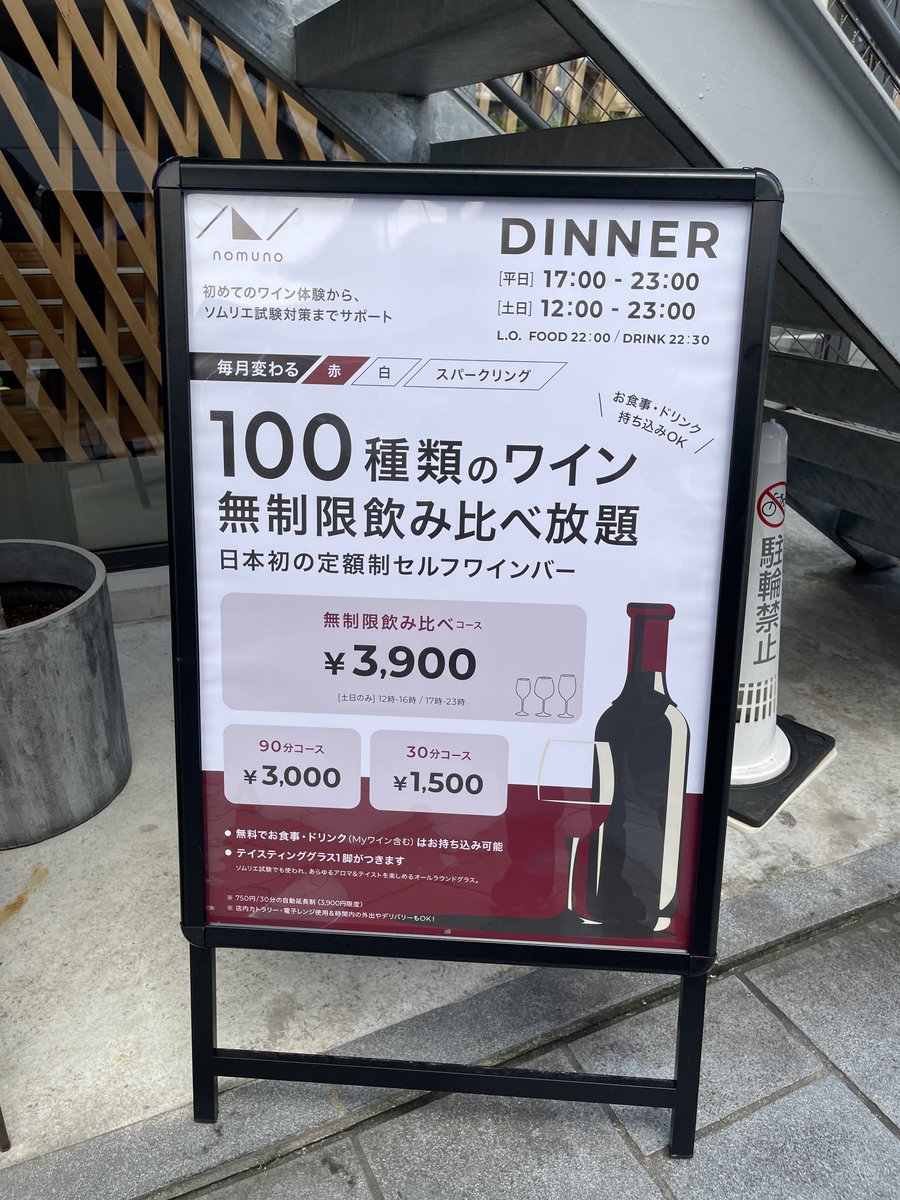 nomuno
DINNER
[平日] 17:00 - 23:00
[土日] 12:00 - 23:00
L.O. FOOD 22:00 / DRINK 22:30
初めてのワイン体験から、
ソムリエ試験対策までサポート
毎月変わる 赤 白 スパークリング
お食事・ドリンク
持ち込みOK
100種類のワイン
無制限飲み比べ放題
日本初の定額制セルフワインバー
無制限飲み比べコース
¥3,900
[土日のみ] 12時-16時 / 17時-23時
90分コース
¥3,000
30分コース
¥1,500
● 無料でお食事・ドリンク(Myワイン含む)はお持ち込み可能
● テイスティンググラス1脚がつきます
ソムリエ試験でも使われ、あらゆるアロマ&テイストを楽しめるオールラウンドグラス。
※ 750円/30分の自動延長制 (3,900円限度)
※ 店内カトラリー・電子レンジ使用&時間内の外出やデリバリーもOK!
駐輪禁止